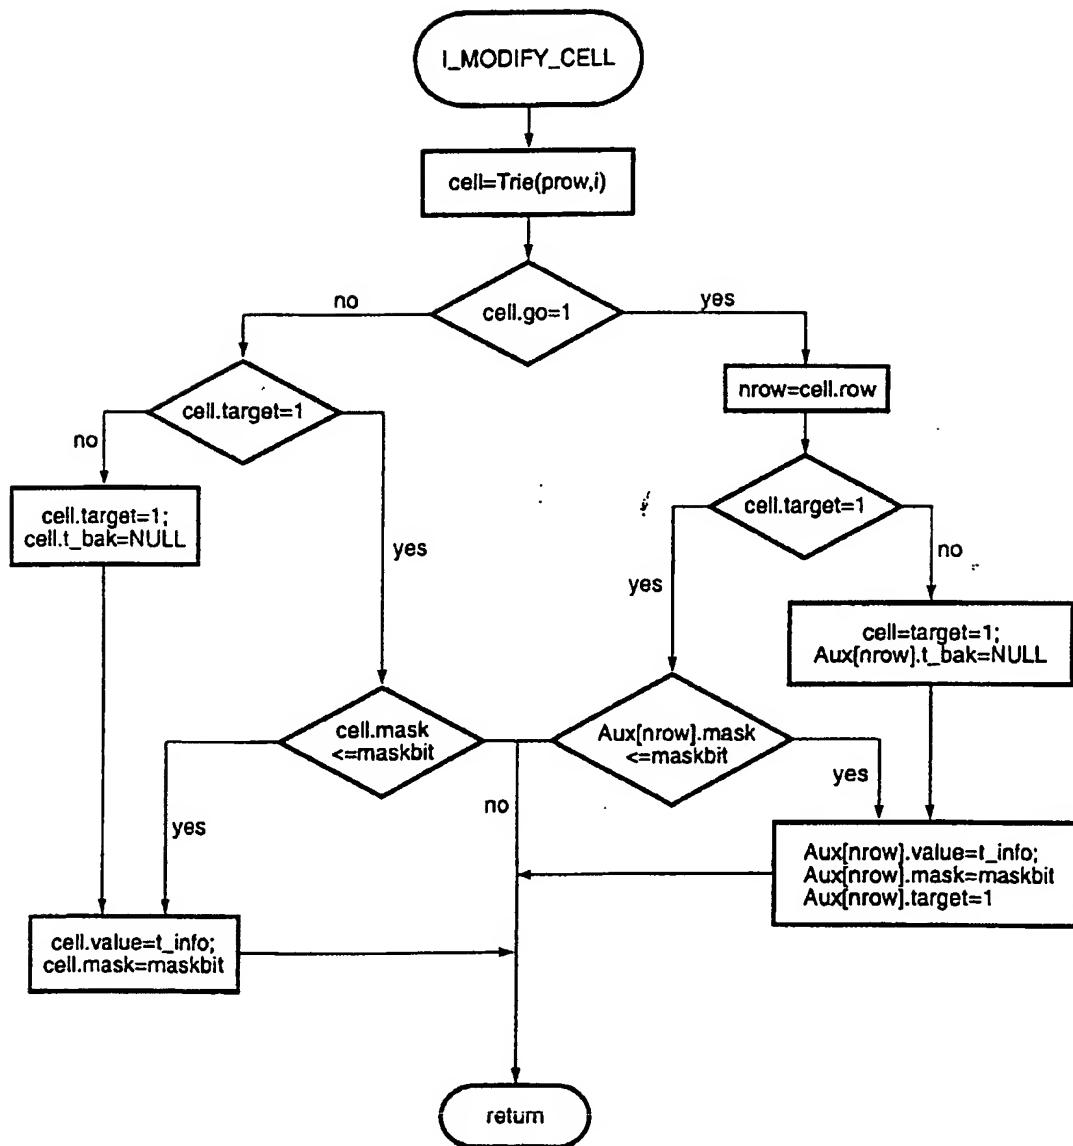 I_MODIFY_CELL
cell=Trie(prow,i)
cell.go=1
no
yes
cell.target=1
nrow=cell.row
no
yes
cell.target=1
cell.target=1;
cell.t_bak=NULL
yes
no
cell=target=1;
Aux[nrow].t_bak=NULL
cell.mask
<=maskbit
Aux[nrow].mask
<=maskbit
yes
no
yes
Aux[nrow].value=t_info;
Aux[nrow].mask=maskbit
Aux[nrow].target=1
cell.value=t_info;
cell.mask=maskbit
return